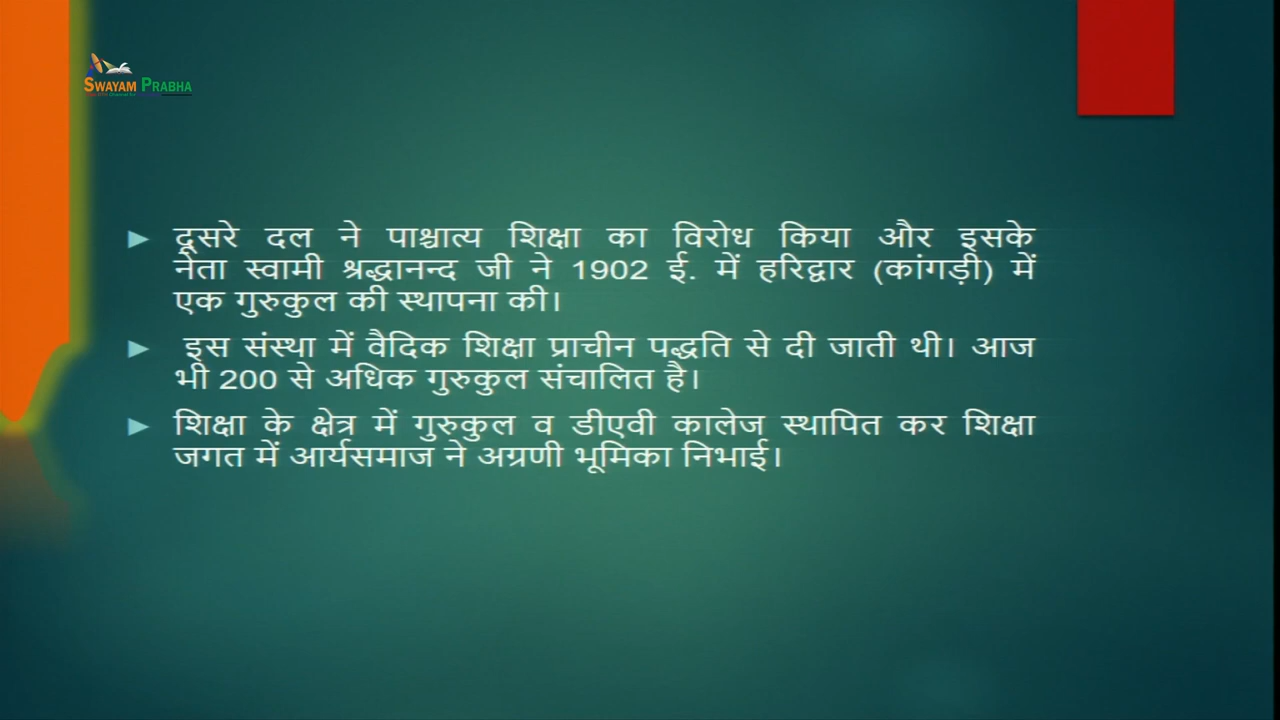 SWAYAM PRABHA
दूसरे दल ने पाश्चात्य शिक्षा का विरोध किया और इसके
नेता स्वामी श्रद्धानन्द जी ने 1902 ई. में हरिद्वार (कांगड़ी) में
एक गुरुकुल की स्थापना की।
इस संस्था में वैदिक शिक्षा प्राचीन पद्धति से दी जाती थी। आज
भी 200 से अधिक गुरुकुल संचालित है।
शिक्षा के क्षेत्र में गुरुकुल व डीएवी कालेज स्थापित कर शिक्षा
जगत में आर्यसमाज ने अग्रणी भूमिका निभाई।